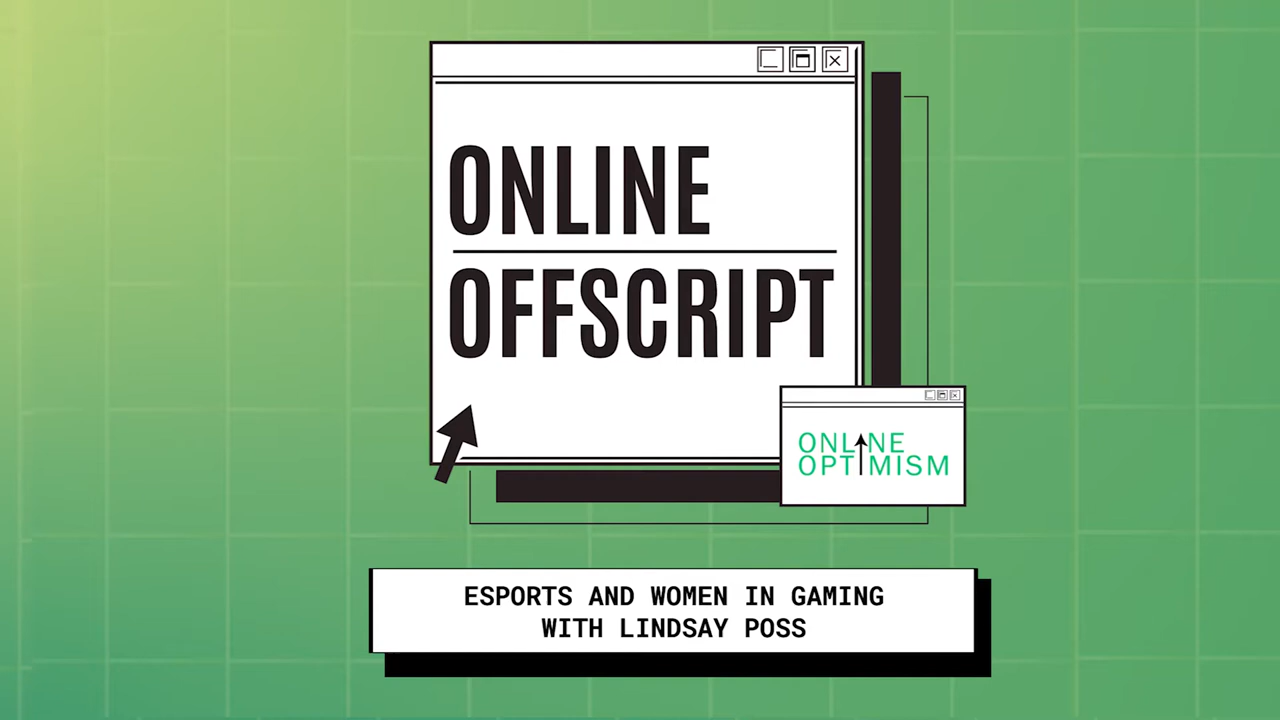 ONLINE
OFFSCRIPT
ONLINE
OPTIMISM
ESPORTS AND WOMEN IN GAMING
WITH LINDSAY POSS